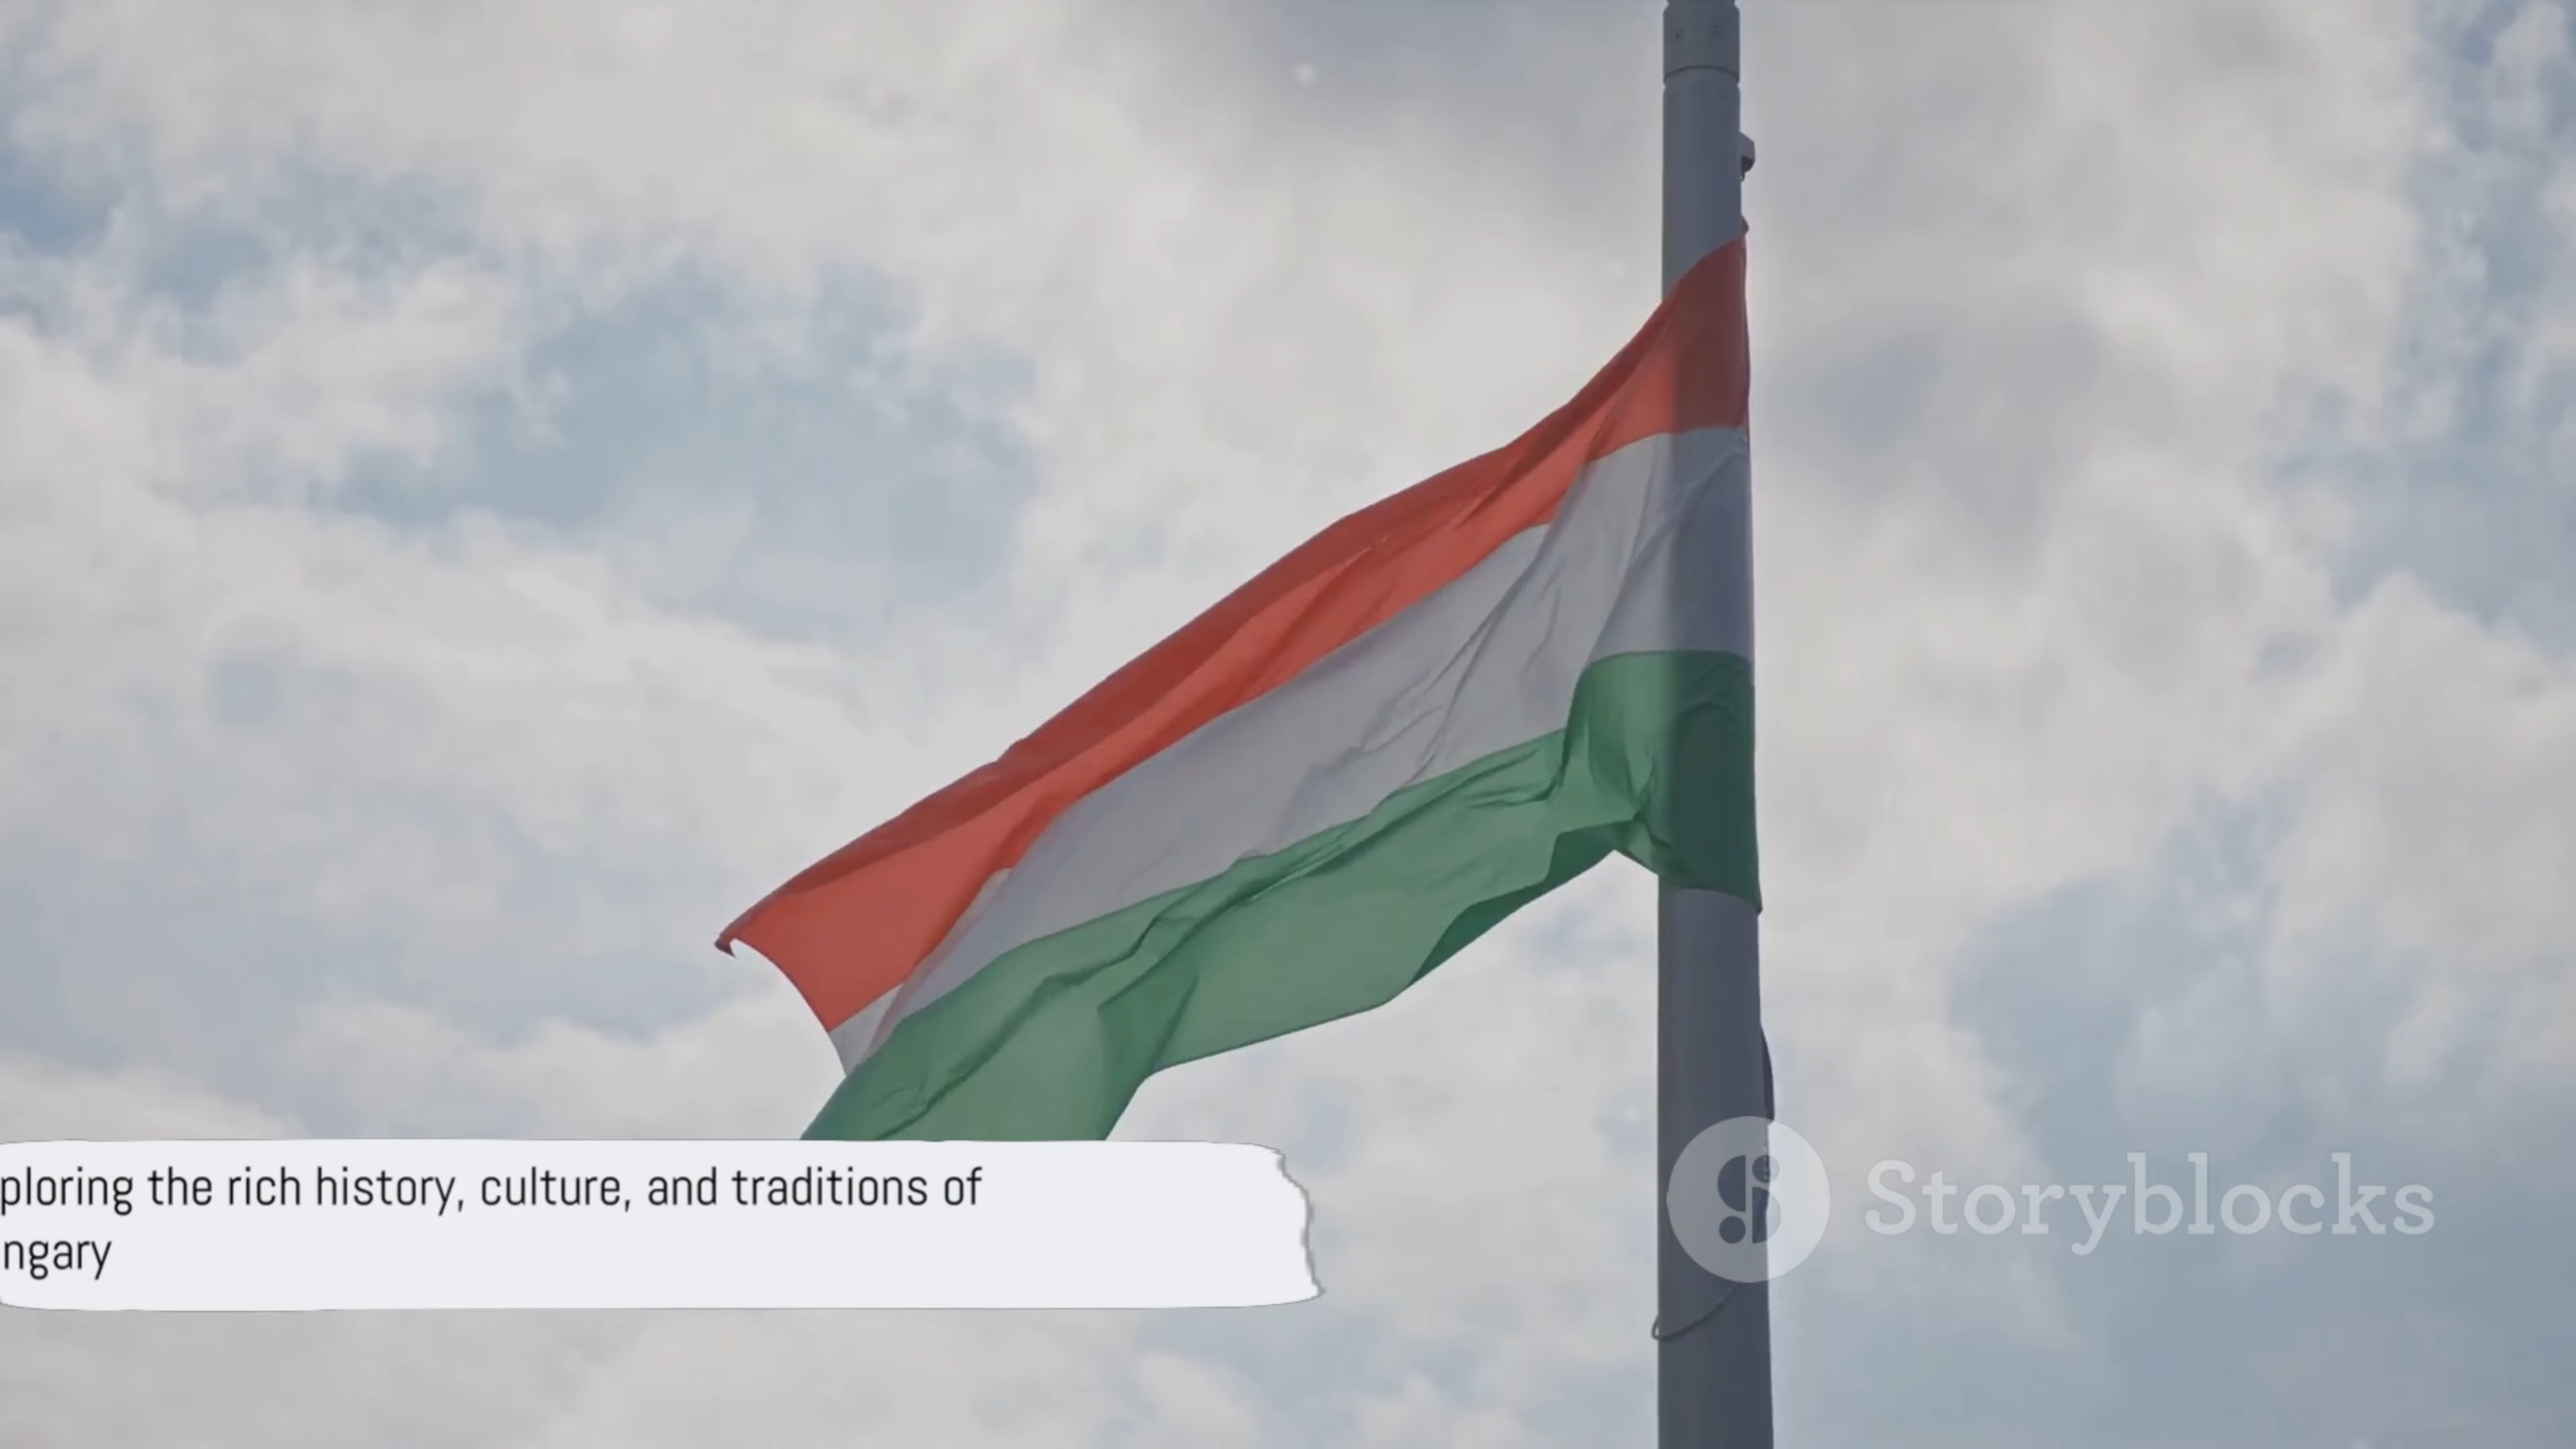 ploring the rich history, culture, and traditions of
ngary
Storyblocks